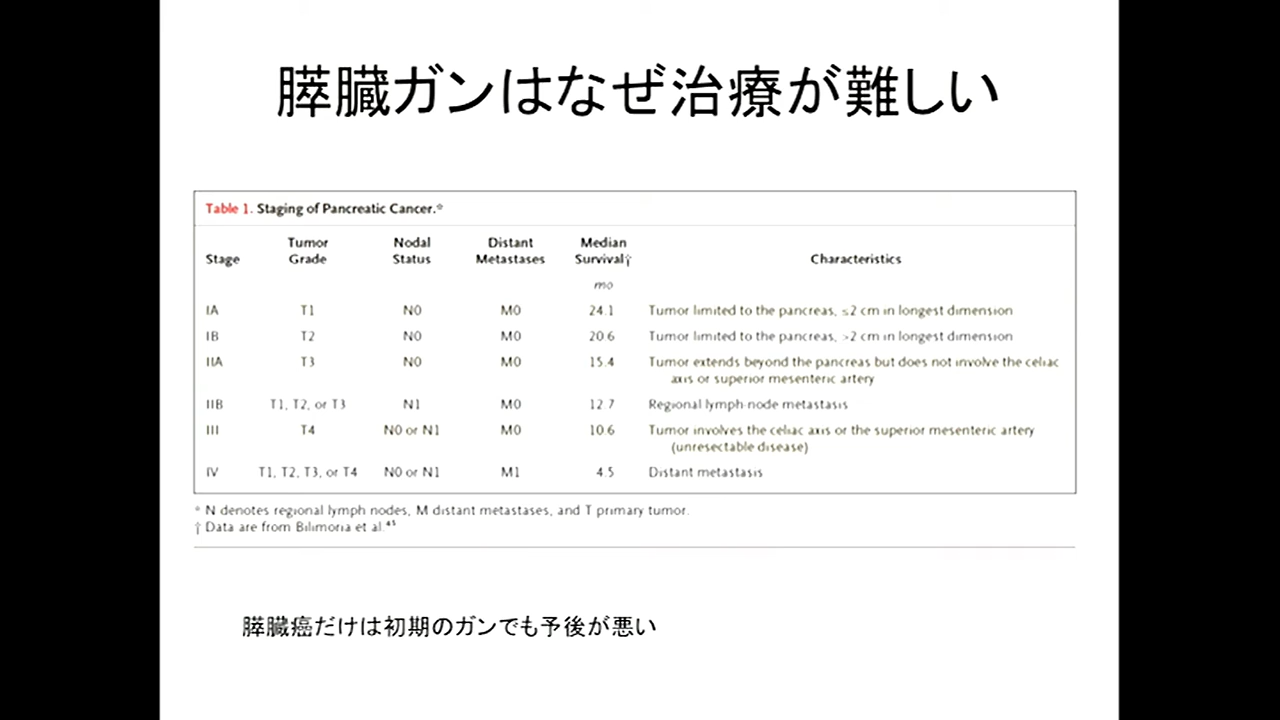 膵臓ガンはなぜ治療が難しい
Table 1. Staging of Pancreatic Cancer.*
Stage Tumor Grade Nodal Status Distant Metastases Median Survival† Characteristics
mo
IA T1 N0 M0 24.1 Tumor limited to the pancreas, ≤2 cm in longest dimension
IB T2 N0 M0 20.6 Tumor limited to the pancreas, >2 cm in longest dimension
IIA T3 N0 M0 15.4 Tumor extends beyond the pancreas but does not involve the celiac
axis or superior mesenteric artery
IIB T1, T2, or T3 N1 M0 12.7 Regional lymph-node metastasis
III T4 N0 or N1 M0 10.6 Tumor involves the celiac axis or the superior mesenteric artery
(unresectable disease)
IV T1, T2, T3, or T4 N0 or N1 M1 4.5 Distant metastasis
* N denotes regional lymph nodes, M distant metastases, and T primary tumor.
† Data are from Bilimoria et al.45
膵臓癌だけは初期のガンでも予後が悪い